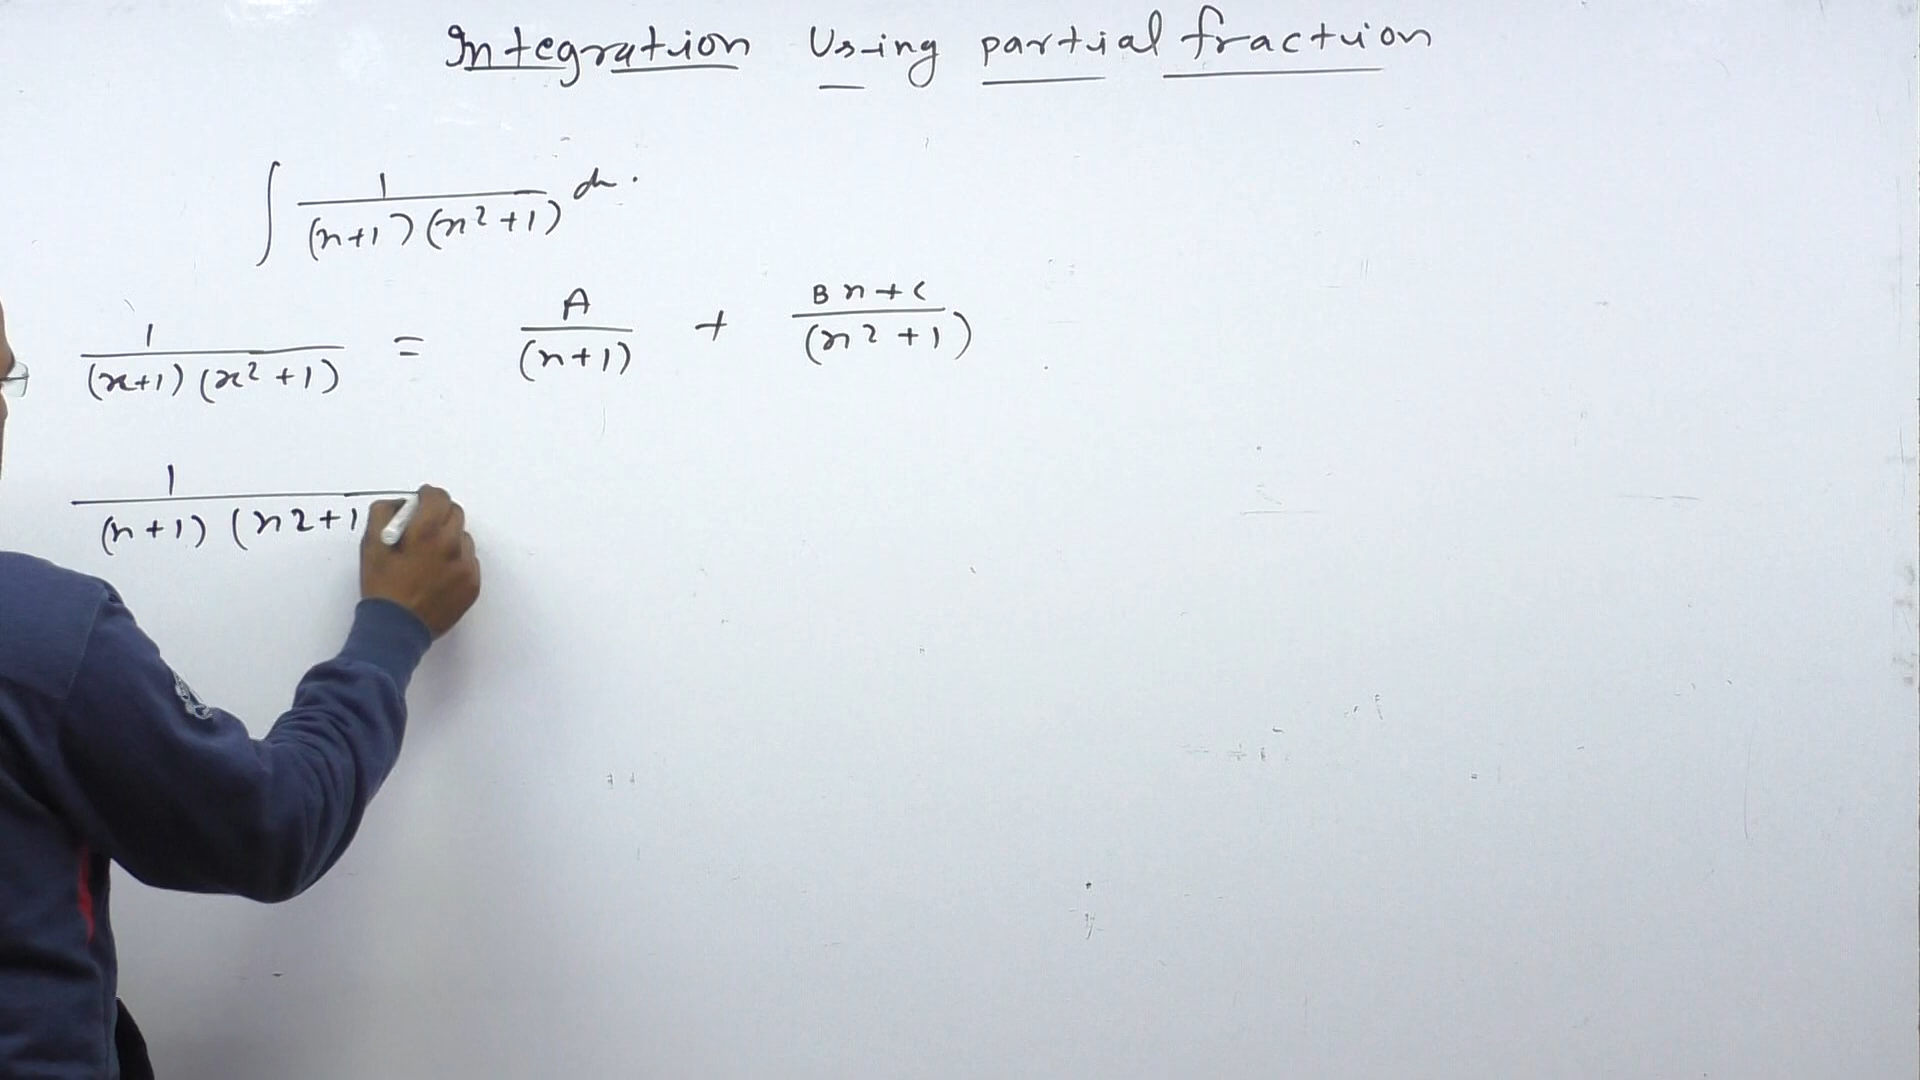 Integration Using partial fraction
∫ 1/((x+1)(x²+1)) dx.
1/((x+1)(x²+1)) = A/(x+1) + (Bx+C)/(x²+1)
1/((x+1)(x²+1